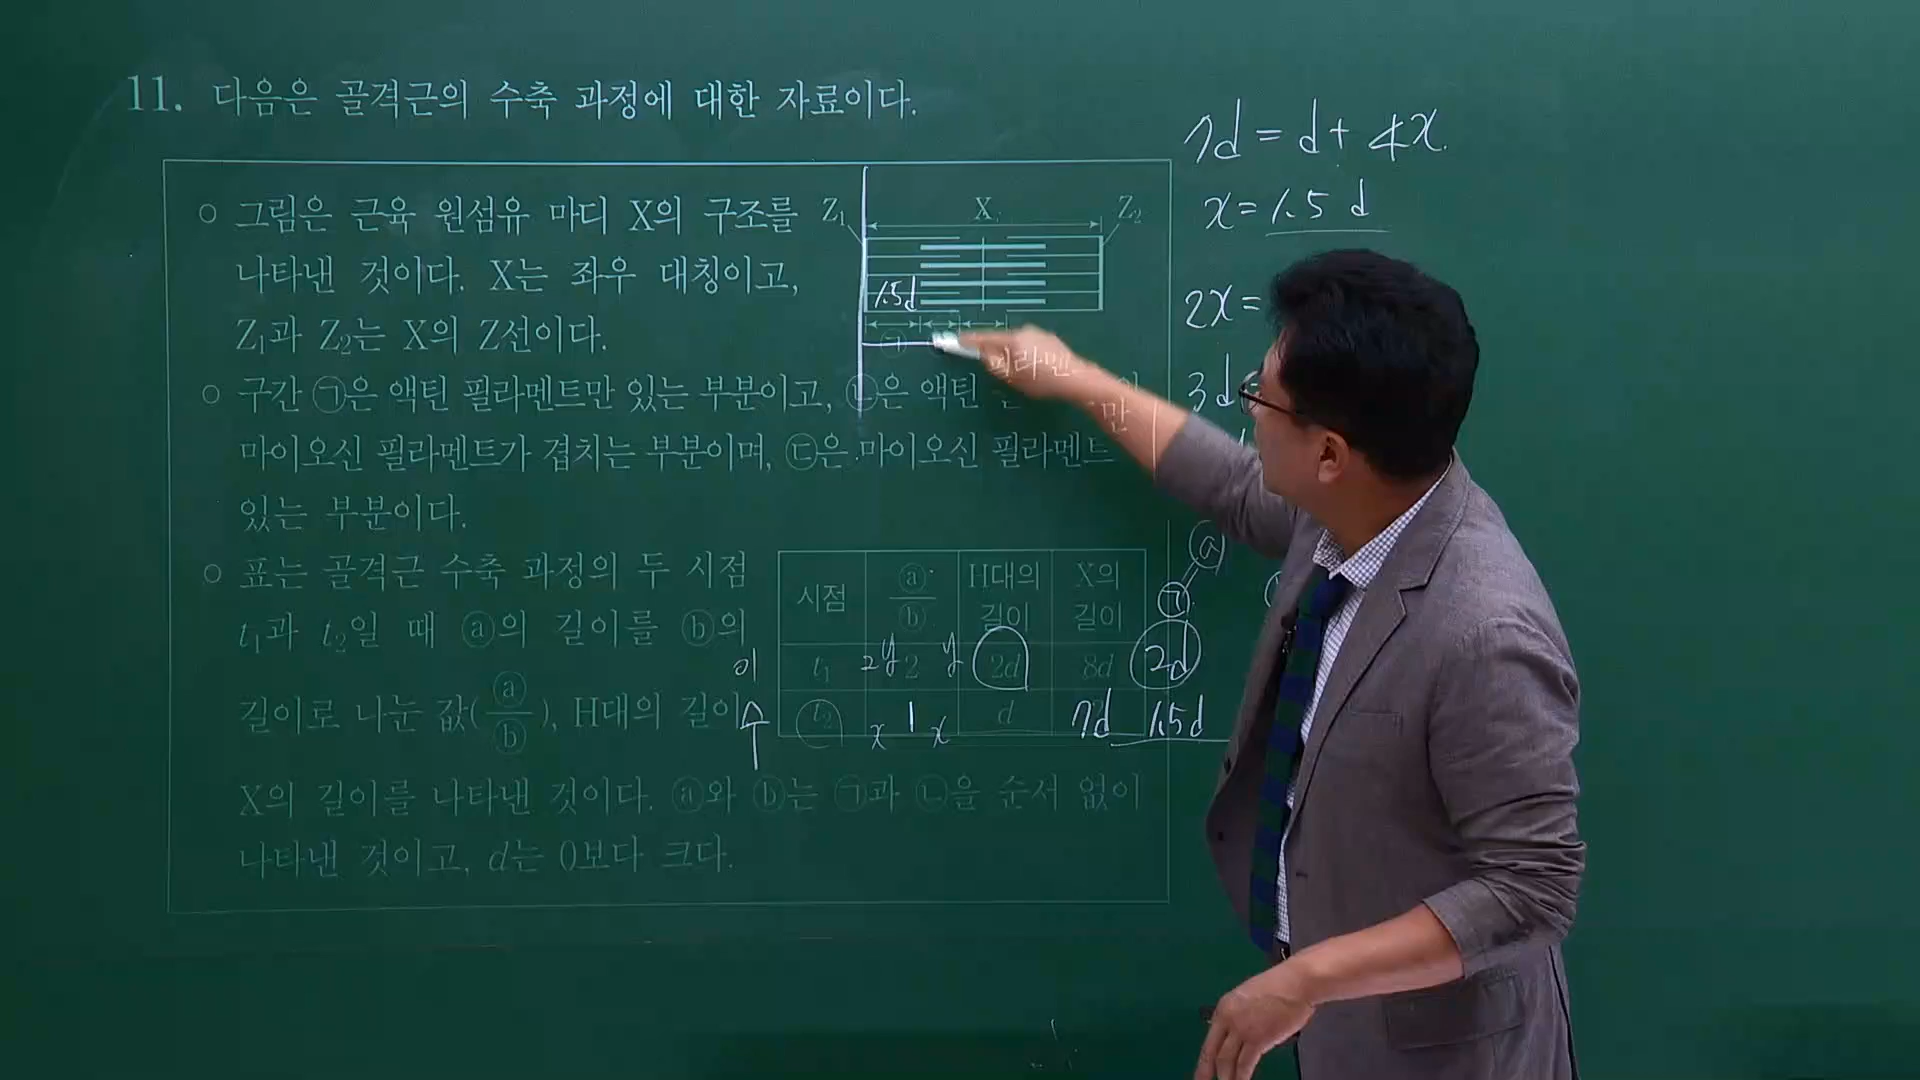 11. 다음은 골격근의 수축 과정에 대한 자료이다.
○ 그림은 근육 원섬유 마디 X의 구조를
나타낸 것이다. X는 좌우 대칭이고,
Z₁과 Z₂는 X의 Z선이다.
Z₁ X Z₂
1.5d
㉠
필라멘
○ 구간 ㉠은 액틴 필라멘트만 있는 부분이고, ㉡은 액틴
마이오신 필라멘트가 겹치는 부분이며, ㉢은 마이오신 필라멘트만
있는 부분이다.
○ 표는 골격근 수축 과정의 두 시점
t₁과 t₂일 때 ⓐ의 길이를 ⓑ의
길이로 나눈 값(ⓐ/ⓑ), H대의 길이
X의 길이를 나타낸 것이다. ⓐ와 ⓑ는 ㉠과 ㉡을 순서 없이
나타낸 것이고, d는 0보다 크다.
시점 ⓐ/ⓑ H대의 길이 X의 길이
이 t₁ 2y 2 y 2d 8d 2d
t₂ x 1 x d 7d 1.5d
7d = d + 4x
x = 1.5d
2x =
3d
ⓐ
㉠